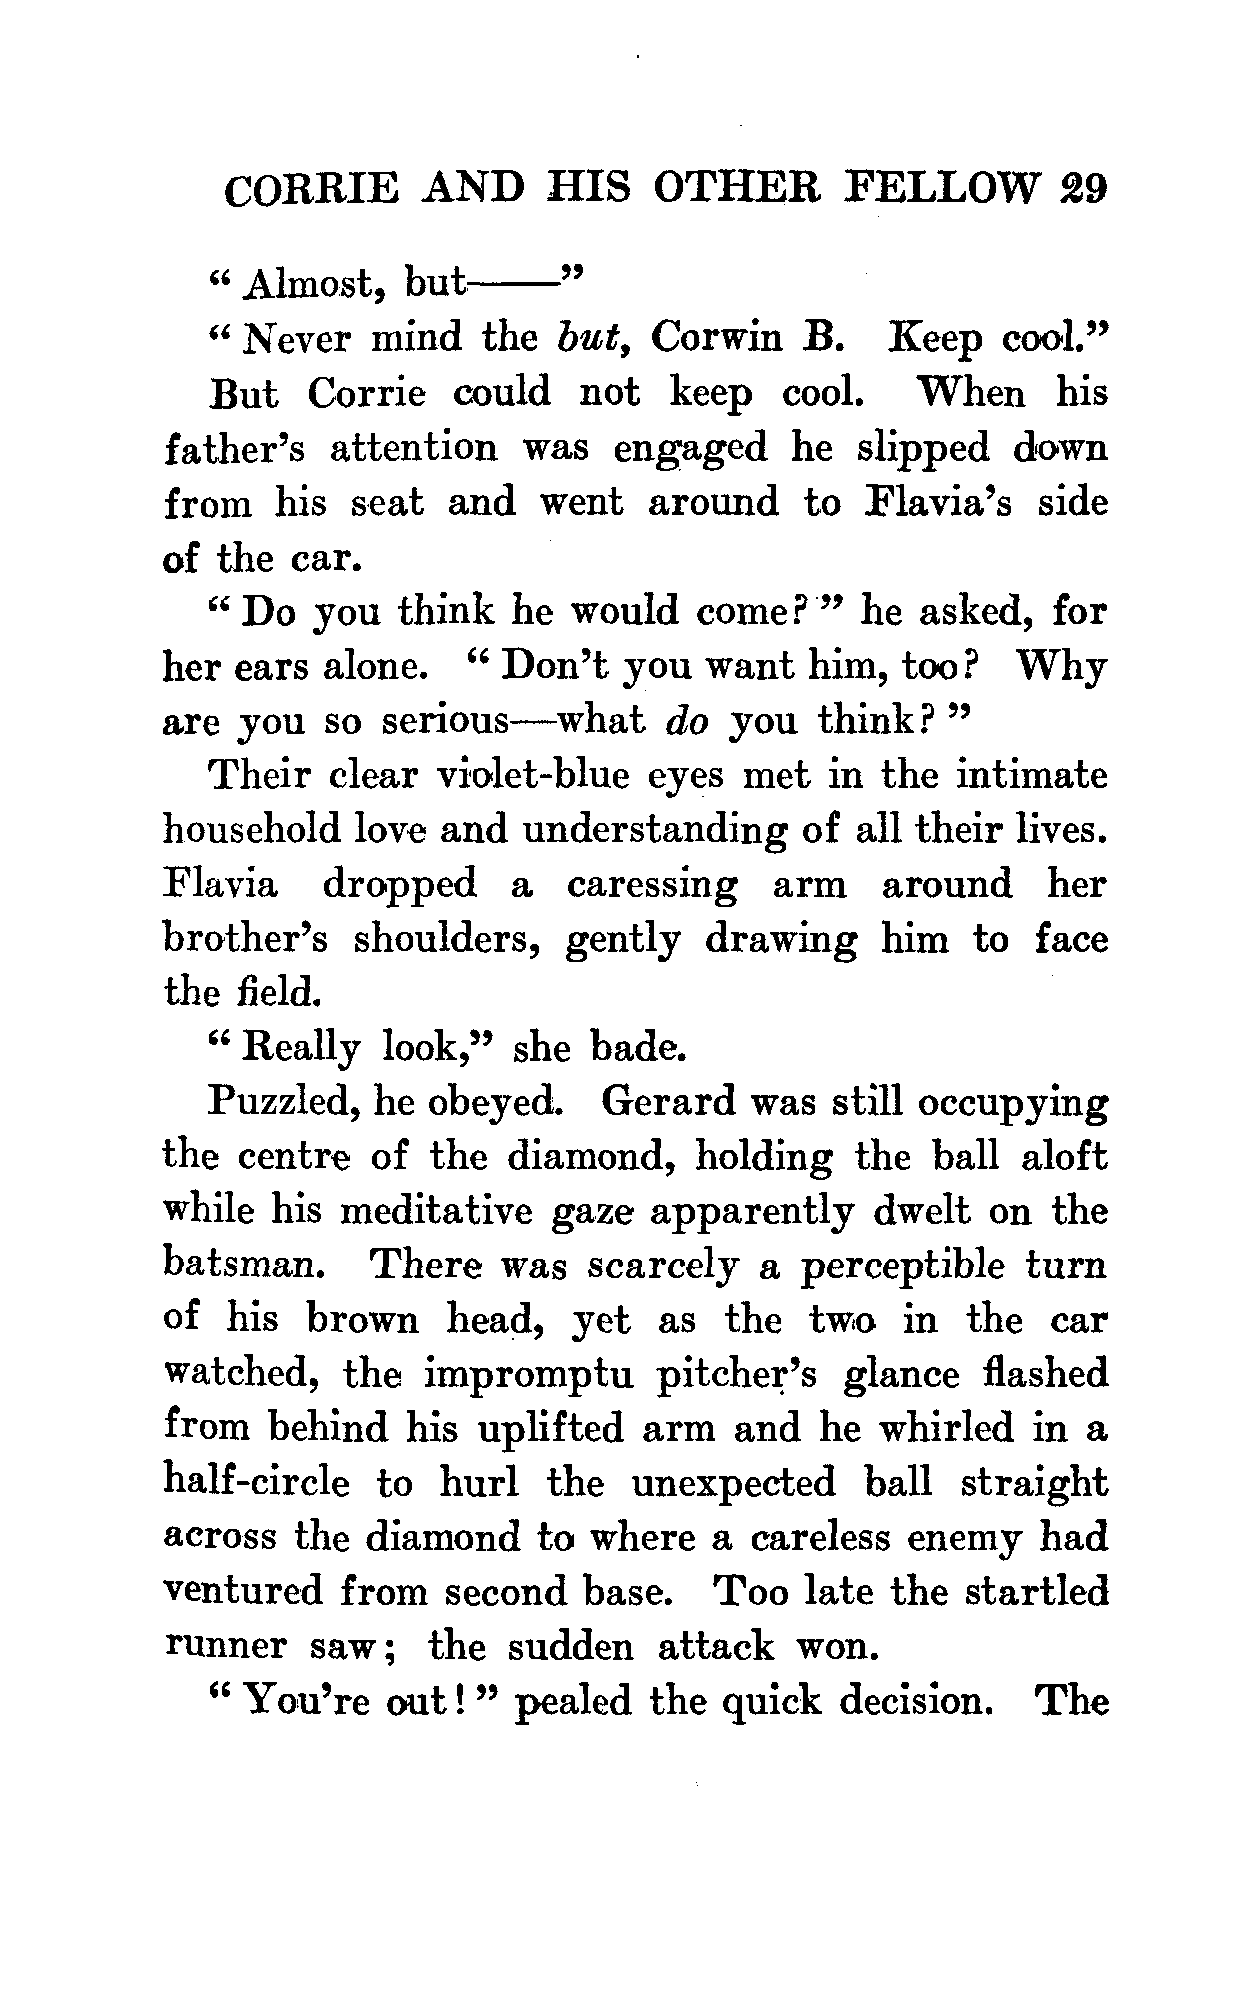 CORRIE AND HIS OTHER FELLOW 29
“ Almost, but——”
“ Never mind the but, Corwin B. Keep cool.”
But Corrie could not keep cool. When his
father’s attention was engaged he slipped down
from his seat and went around to Flavia’s side
of the car.
“ Do you think he would come? ” he asked, for
her ears alone. “ Don’t you want him, too? Why
are you so serious—what do you think? ”
Their clear violet-blue eyes met in the intimate
household love and understanding of all their lives.
Flavia dropped a caressing arm around her
brother’s shoulders, gently drawing him to face
the field.
“ Really look,” she bade.
Puzzled, he obeyed. Gerard was still occupying
the centre of the diamond, holding the ball aloft
while his meditative gaze apparently dwelt on the
batsman. There was scarcely a perceptible turn
of his brown head, yet as the two in the car
watched, the impromptu pitcher’s glance flashed
from behind his uplifted arm and he whirled in a
half-circle to hurl the unexpected ball straight
across the diamond to where a careless enemy had
ventured from second base. Too late the startled
runner saw ; the sudden attack won.
“ You’re out! ” pealed the quick decision. The